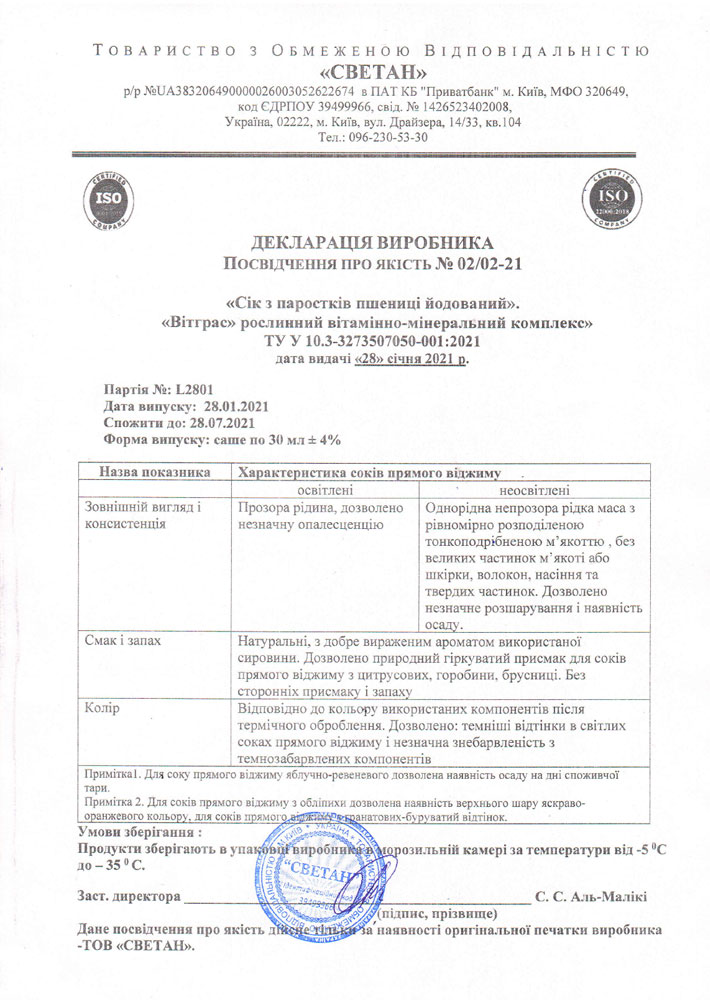 Товариство з Обмеженою Відповідальністю
«СВЕТАН»
р/р №UA383206490000026003052622674 в ПАТ КБ "Приватбанк" м. Київ, МФО 320649,
код ЄДРПОУ 39499966, свід. № 1426523402008,
Україна, 02222, м. Київ, вул. Драйзера, 14/33, кв.104
Тел.: 096-230-53-30
CERTIFIED
ISO
COMPANY
CERTIFIED
ISO
22000:2018
COMPANY
ДЕКЛАРАЦІЯ ВИРОБНИКА
Посвідчення про якість № 02/02-21
«Сік з паростків пшениці йодований».
«Вітграс» рослинний вітамінно-мінеральний комплекс»
ТУ У 10.3-3273507050-001:2021
дата видачі «28» січня 2021 р.
Партія №: L2801
Дата випуску: 28.01.2021
Спожити до: 28.07.2021
Форма випуску: саше по 30 мл ± 4%
Назва показника Характеристика соків прямого віджиму
освітлені неосвітлені
Зовнішній вигляд і консистенція
Прозора рідина, дозволено
незначну опалесценцію
Однорідна непрозора рідка маса з
рівномірно розподіленою
тонкоподрібненою м’якоттю , без
великих частинок м’якоті або
шкірки, волокон, насіння та
твердих частинок. Дозволено
незначне розшарування і наявність
осаду.
Смак і запах
Натуральні, з добре вираженим ароматом використаної
сировини. Дозволено природний гіркуватий присмак для соків
прямого віджиму з цитрусових, горобини, брусниці. Без
сторонніх присмаку і запаху
Колір
Відповідно до кольору використаних компонентів після
термічного оброблення. Дозволено: темніші відтінки в світлих
соках прямого віджиму і незначна знебарвленість з
темнозабарвлених компонентів
Примітка1. Для соку прямого віджиму яблучно-ревеневого дозволена наявність осаду на дні споживчої
тари.
Примітка 2. Для соків прямого віджиму з обліпихи дозволена наявність верхнього шару яскраво-
оранжевого кольору, для соків прямого віджиму з гранатових-буруватий відтінок.
Умови зберігання :
Продукти зберігають в упаковці виробника в морозильній камері за температури від -5 ⁰С
до – 35 ⁰ С.
Заст. директора С. С. Аль-Малікі
(підпис, прізвище)
Дане посвідчення про якість дійсне тільки за наявності оригінальної печатки виробника
-ТОВ «СВЕТАН».
"СВЕТАН"
39499966